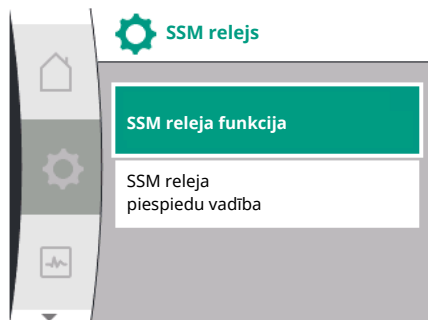 SSM relejs
SSM releja funkcija
SSM releja
piespiedu vadība